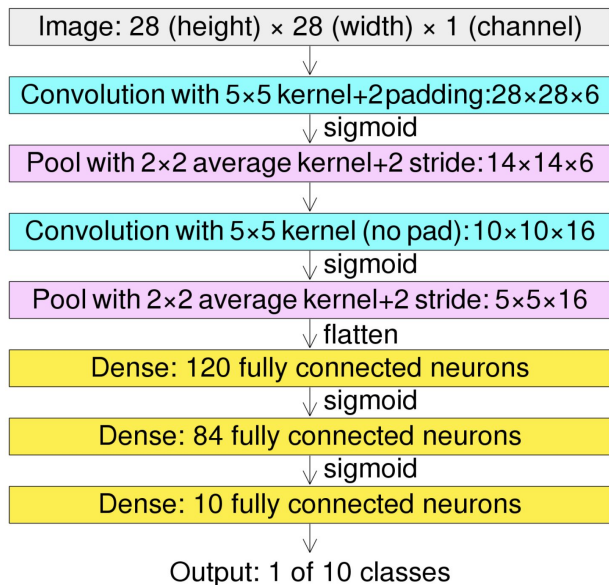 Image: 28 (height) × 28 (width) × 1 (channel)
Convolution with 5×5 kernel+2padding:28×28×6
sigmoid
Pool with 2×2 average kernel+2 stride:14×14×6
Convolution with 5×5 kernel (no pad):10×10×16
sigmoid
Pool with 2×2 average kernel+2 stride: 5×5×16
flatten
Dense: 120 fully connected neurons
sigmoid
Dense: 84 fully connected neurons
sigmoid
Dense: 10 fully connected neurons
Output: 1 of 10 classes